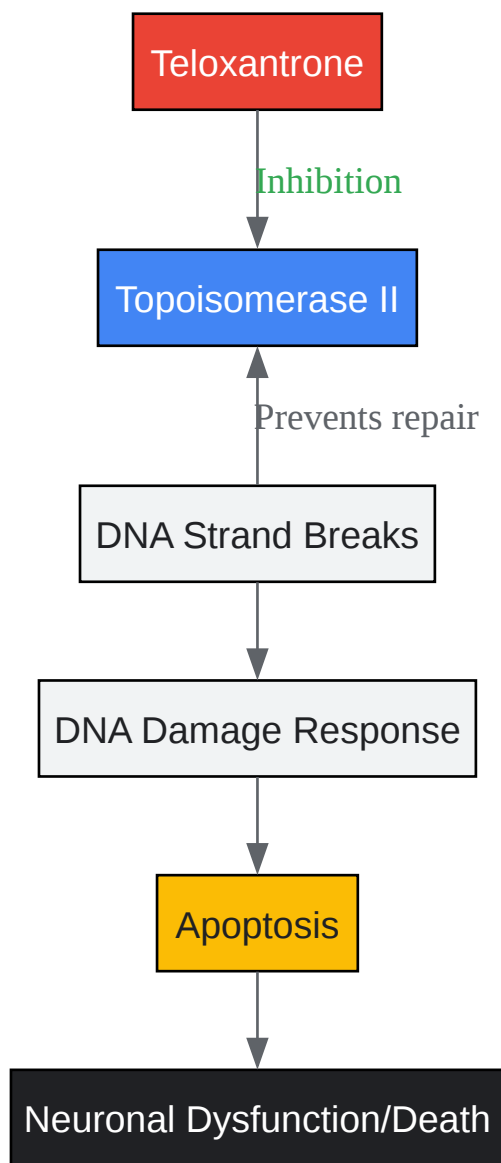 Teloxantrone
Inhibition
Topoisomerase II
Prevents repair
DNA Strand Breaks
DNA Damage Response
Apoptosis
Neuronal Dysfunction/Death